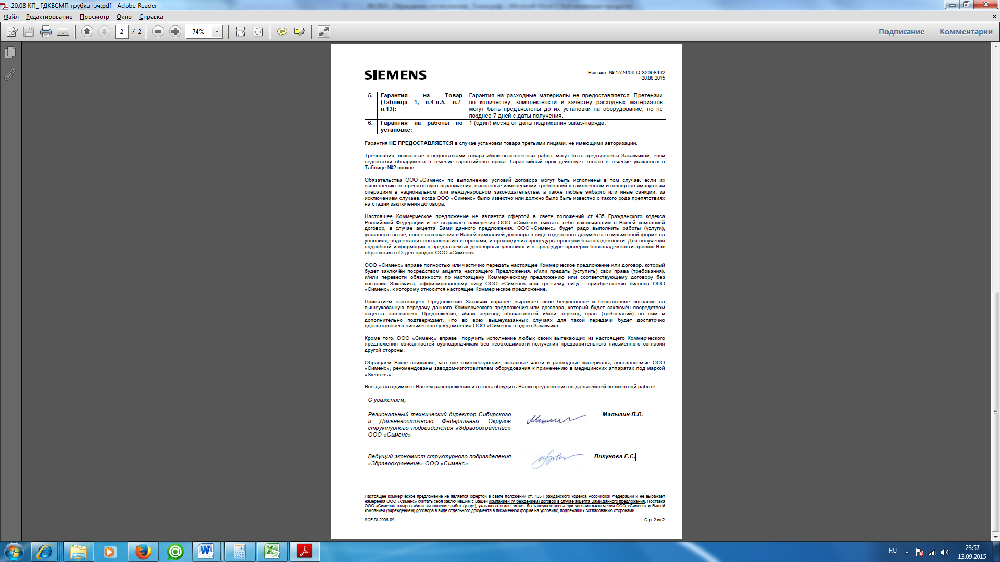 20.08 КП_ ГДКБСМП трубка+зч.pdf - Adobe Reader
Файл Редактирование Просмотр Окно Справка
2 / 2 74% Подписание Комментарии
SIEMENS
Наш исх. № 1524/06 Q 32058492
20.08.2015
5. Гарантия на Товар (Таблица 1, п.4-п.5, п.7-п.13):
Гарантия на расходные материалы не предоставляется. Претензии
по количеству, комплектности и качеству расходных материалов
могут быть предъявлены до их установки на оборудование, но не
позднее 7 дней с даты получения.
6. Гарантия на работы по установке:
1 (один) месяц от даты подписания заказ-наряда.
Гарантия НЕ ПРЕДОСТАВЛЯЕТСЯ в случае установки товара третьими лицами, не имеющими авторизации.
Требования, связанные с недостатками товара и/или выполненных работ, могут быть предъявлены Заказчиком, если
недостатки обнаружены в течение гарантийного срока. Гарантийный срок действует только в течение указанных в
Таблице №2 сроков.
Обязательства ООО «Сименс» по выполнению условий договора могут быть исполнены в том случае, если их
выполнению не препятствуют ограничения, вызванные изменениями требований к таможенным и экспортно-импортным
операциям в национальном или международном законодательстве, а также любые эмбарго или иные санкции, за
исключением случаев, когда ООО «Сименс» было известно или должно было быть известно о такого рода препятствиях
на стадии заключения договора.
Настоящее Коммерческое предложение не является офертой в свете положений ст. 435 Гражданского кодекса
Российской Федерации и не выражает намерения ООО «Сименс» считать себя заключившим с Вашей компанией
договор, в случае акцепта Вами данного предложения. ООО «Сименс» будет радо выполнить работы (услуги),
указанные выше, после заключения с Вашей компанией договора в виде отдельного документа в письменной форме на
условиях, подлежащих согласованию сторонами, и прохождения процедуры проверки благонадежности. Для получения
подробной информации о предлагаемых договорных условиях и о процедуре проверки благонадежности просим Вас
обратиться в Отдел продаж ООО «Сименс».
ООО «Сименс» вправе полностью или частично передать настоящее Коммерческое предложение или договор, который
будет заключён посредством акцепта настоящего Предложения, и/или предать (уступить) свои права (требования),
и/или перевести обязанности по настоящему Коммерческому предложению или соответствующему договору без
согласия Заказчика, аффилированному лицу ООО «Сименс» или третьему лицу - приобретателю бизнеса ООО
«Сименс», к которому относится настоящее Коммерческое предложение.
Принятием настоящего Предложения Заказчик заранее выражает свое безусловное и безотзывное согласие на
вышеуказанную передачу данного Коммерческого предложения или договора, который будет заключён посредством
акцепта настоящего Предложения, и/или перевод обязанностей и/или переход прав (требований) по ним и
дополнительно подтверждает, что во всех вышеуказанных случаях для такой передачи будет достаточно
одностороннего письменного уведомления ООО «Сименс» в адрес Заказчика
Кроме того, ООО «Сименс» вправе поручить исполнение любых своих вытекающих из настоящего Коммерческого
предложения обязанностей субподрядчикам без необходимости получения предварительного письменного согласия
другой стороны.
Обращаем Ваше внимание, что все комплектующие, запасные части и расходные материалы, поставляемые ООО
«Сименс», рекомендованы заводом-изготовителем оборудования к применению в медицинских аппаратах под маркой
«Siemens».
Всегда находимся в Вашем распоряжении и готовы обсудить Ваши предложения по дальнейшей совместной работе.
С уважением,
Региональный технический директор Сибирского
и Дальневосточного Федеральных Округов
структурного подразделения «Здравоохранение»
ООО «Сименс»
Малыгин П.В.
Ведущий экономист структурного подразделения
«Здравоохранение» ООО «Сименс»
Пикунова Е.С.
Настоящее коммерческое предложение не является офертой в свете положений ст. 435 Гражданского кодекса Российской Федерации и не выражает
намерения ООО «Сименс» считать себя заключившим с Вашей компанией (учреждением) договор в случае акцепта Вами данного предложения. Поставка
ООО «Сименс» товаров и/или выполнение работ (услуг), указанных выше, может быть осуществлена при условии заключения ООО «Сименс» и Вашей
компанией (учреждением) договора в виде отдельного документа в письменной форме на условиях, подлежащих согласованию сторонами.
SCF DL2008-09
Стр. 2 из 2
RU
23:57
13.09.2015